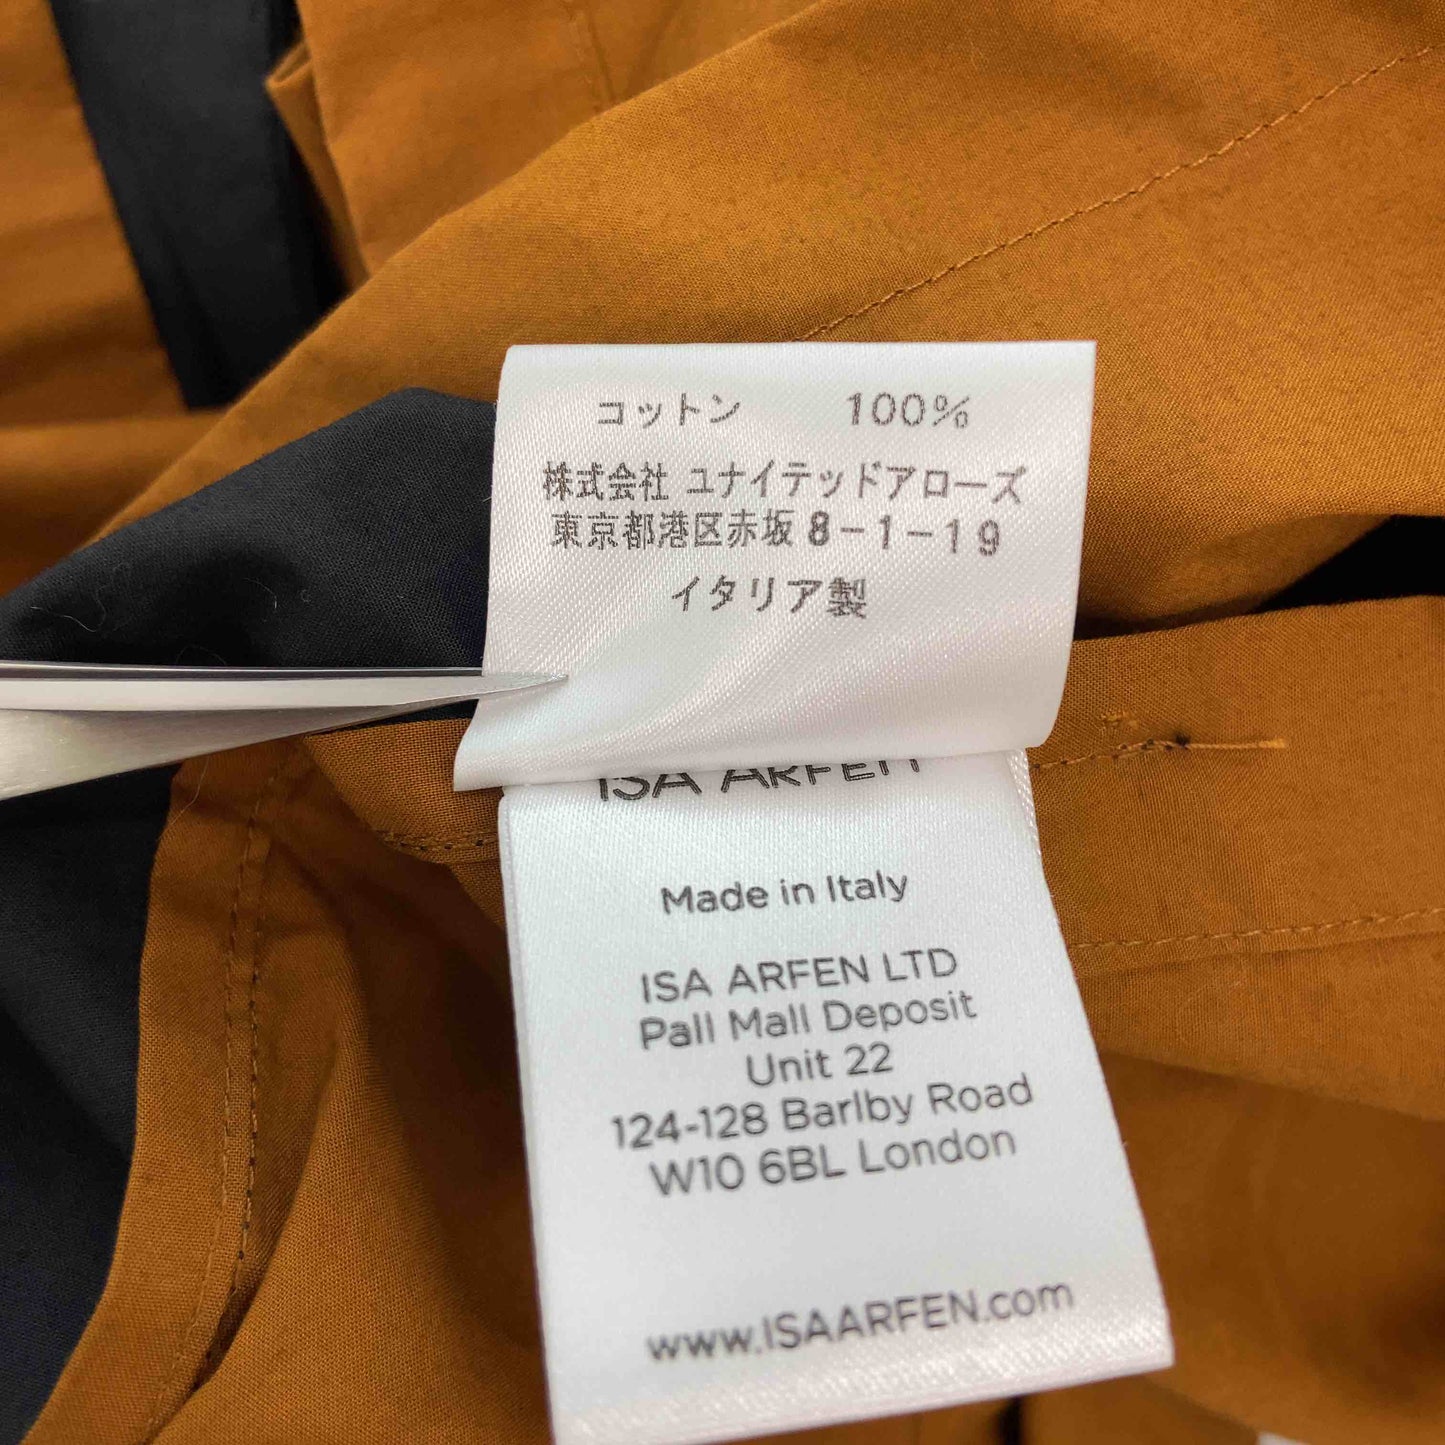 コットン 100%
株式会社 ユナイテッドアローズ
東京都港区赤坂8-1-19
イタリア製
ISA ARFEN
Made in Italy
ISA ARFEN LTD
Pall Mall Deposit
Unit 22
124-128 Barlby Road
W10 6BL London
www.ISAARFEN.com